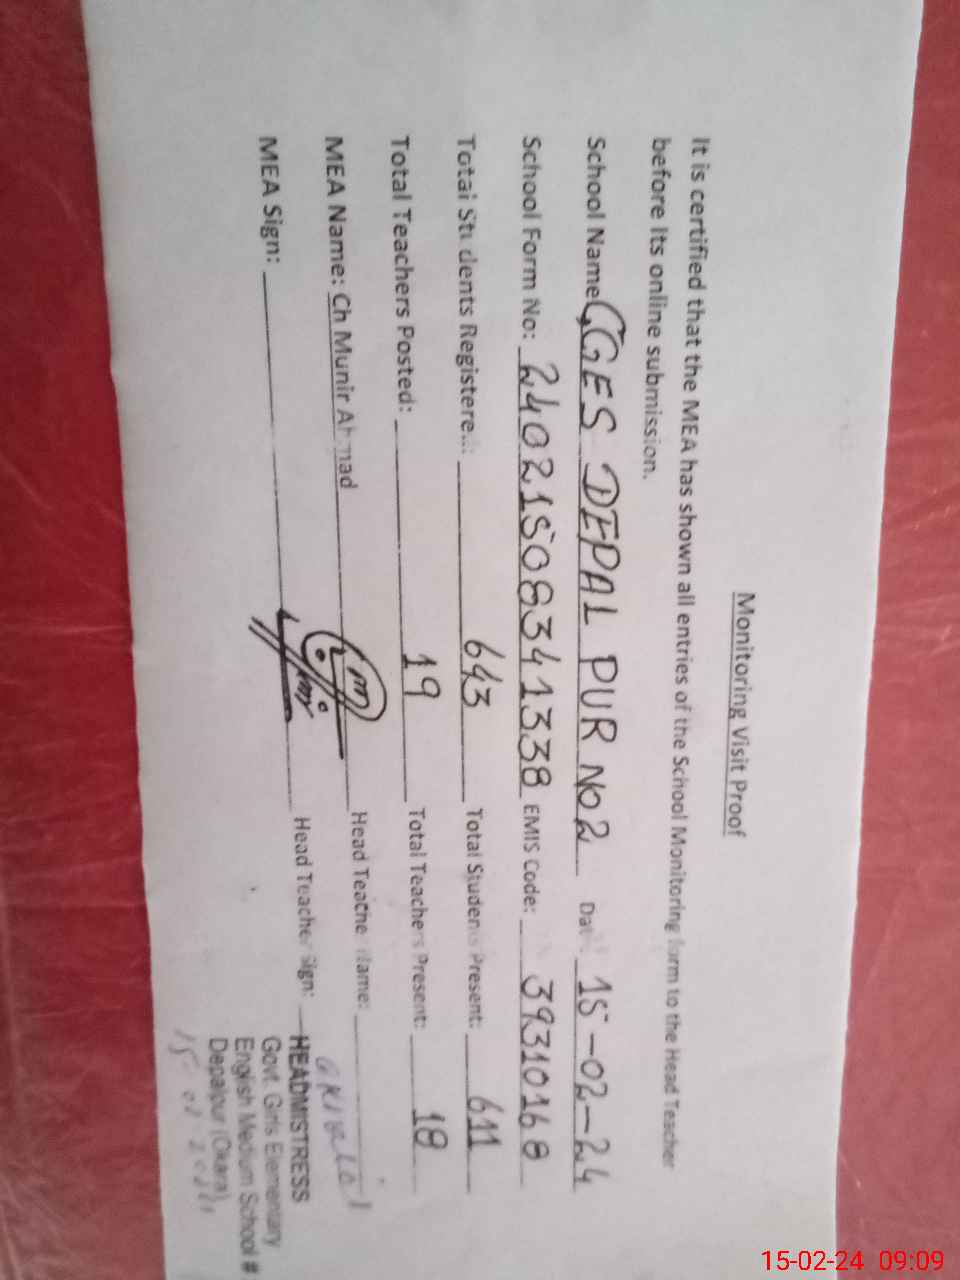 Monitoring Visit Proof
It is certified that the MEA has shown all entries of the School Monitoring form to the Head Teacher
before its online submission.
School Name GGES DEPAL PUR NO2 Date: 15-02-24
School Form No: 24021508341338 EMIS Code: 39310168
Total Students Registered: 643 Total Students Present: 611
Total Teachers Posted: 19 Total Teachers Present: 18
MEA Name: Ch Munir Ahmad Head Teacher Name:
MEA Sign: Head Teacher Sign:
HEADMISTRESS
Govt. Girls Elementary
English Medium School #
Depalpur (Okara)
15-02-24 09:09